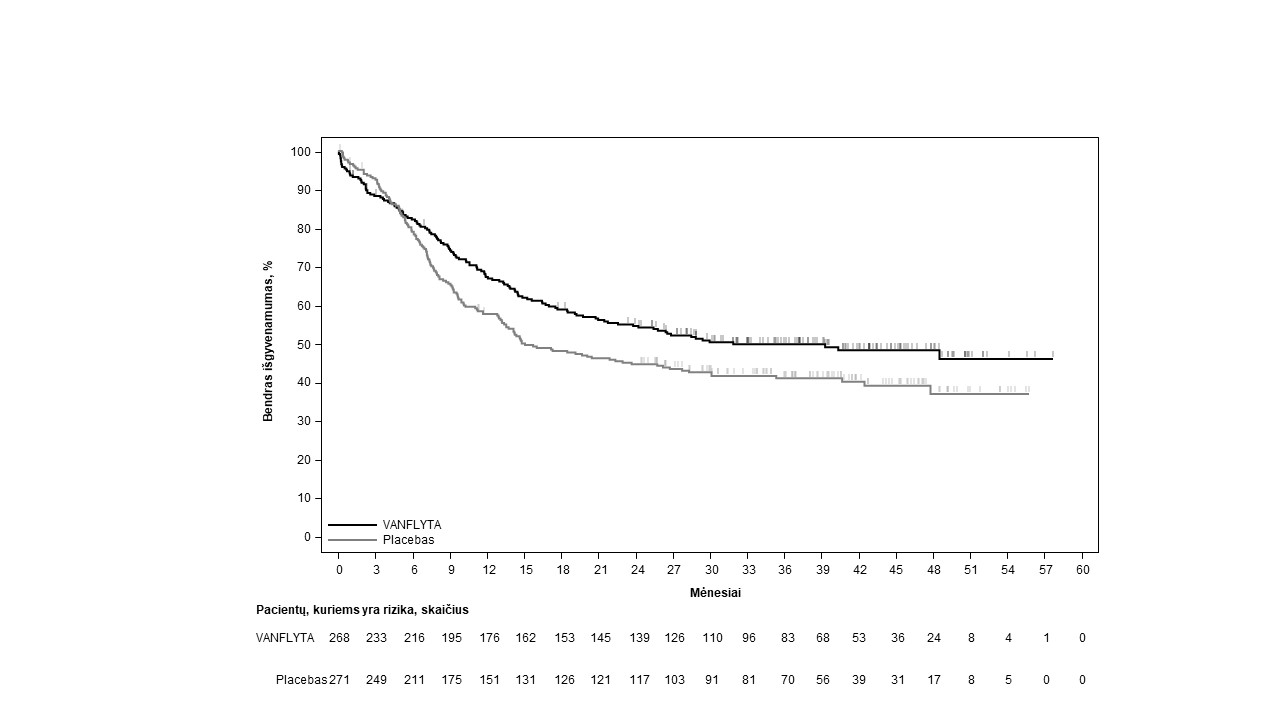 100
90
80
70
60
50
40
30
20
10
0
Bendras išgyvenamumas, %
VANFLYTA
Placebas
0 3 6 9 12 15 18 21 24 27 30 33 36 39 42 45 48 51 54 57 60
Mėnesiai
Pacientų, kuriems yra rizika, skaičius
VANFLYTA 268 233 216 195 176 162 153 145 139 126 110 96 83 68 53 36 24 8 4 1 0
Placebas 271 249 211 175 151 131 126 121 117 103 91 81 70 56 39 31 17 8 5 0 0